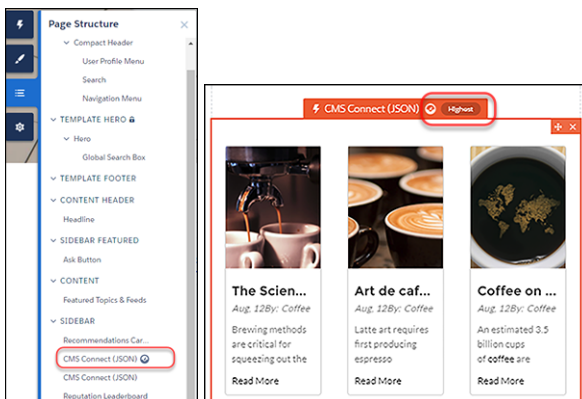 Page Structure
Compact Header
User Profile Menu
Search
Navigation Menu
TEMPLATE HERO
Hero
Global Search Box
TEMPLATE FOOTER
CONTENT HEADER
Headline
SIDEBAR FEATURED
Ask Button
CONTENT
Featured Topics & Feeds
SIDEBAR
Recommendations Car...
CMS Connect (JSON)
CMS Connect (JSON)
Reputation Leaderboard
CMS Connect (JSON) Highest
The Scien...
Aug, 12By: Coffee
Brewing methods
are critical for
squeezing out the
Read More
Art de caf...
Aug, 12By: Coffee
Latte art requires
first producing
espresso
Read More
Coffee on ...
Aug, 12By: Coffee
An estimated 3.5
billion cups
of coffee are
Read More